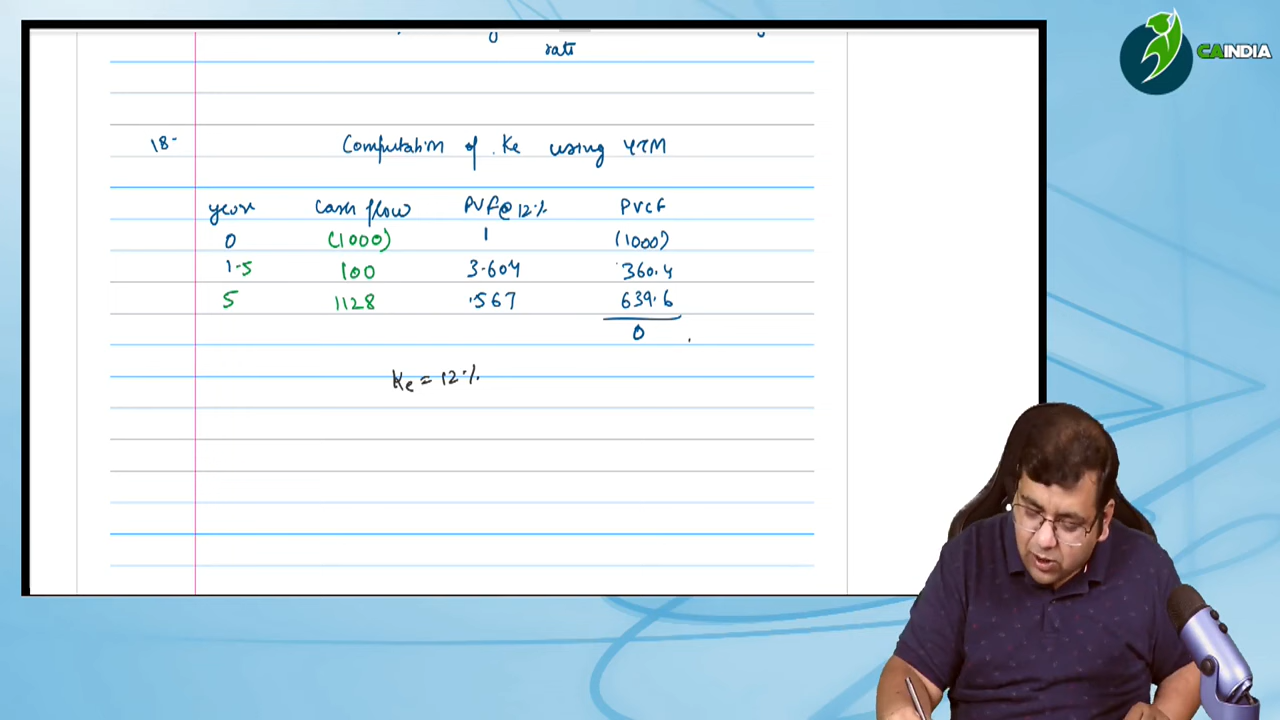 CAINDIA
rate
18- Computation of Ke using YTM
year Cash flow PVF@12% PVCF
0 (1000) 1 (1000)
1-5 100 3.604 360.4
5 1128 .567 639.6
0
Ke = 12%